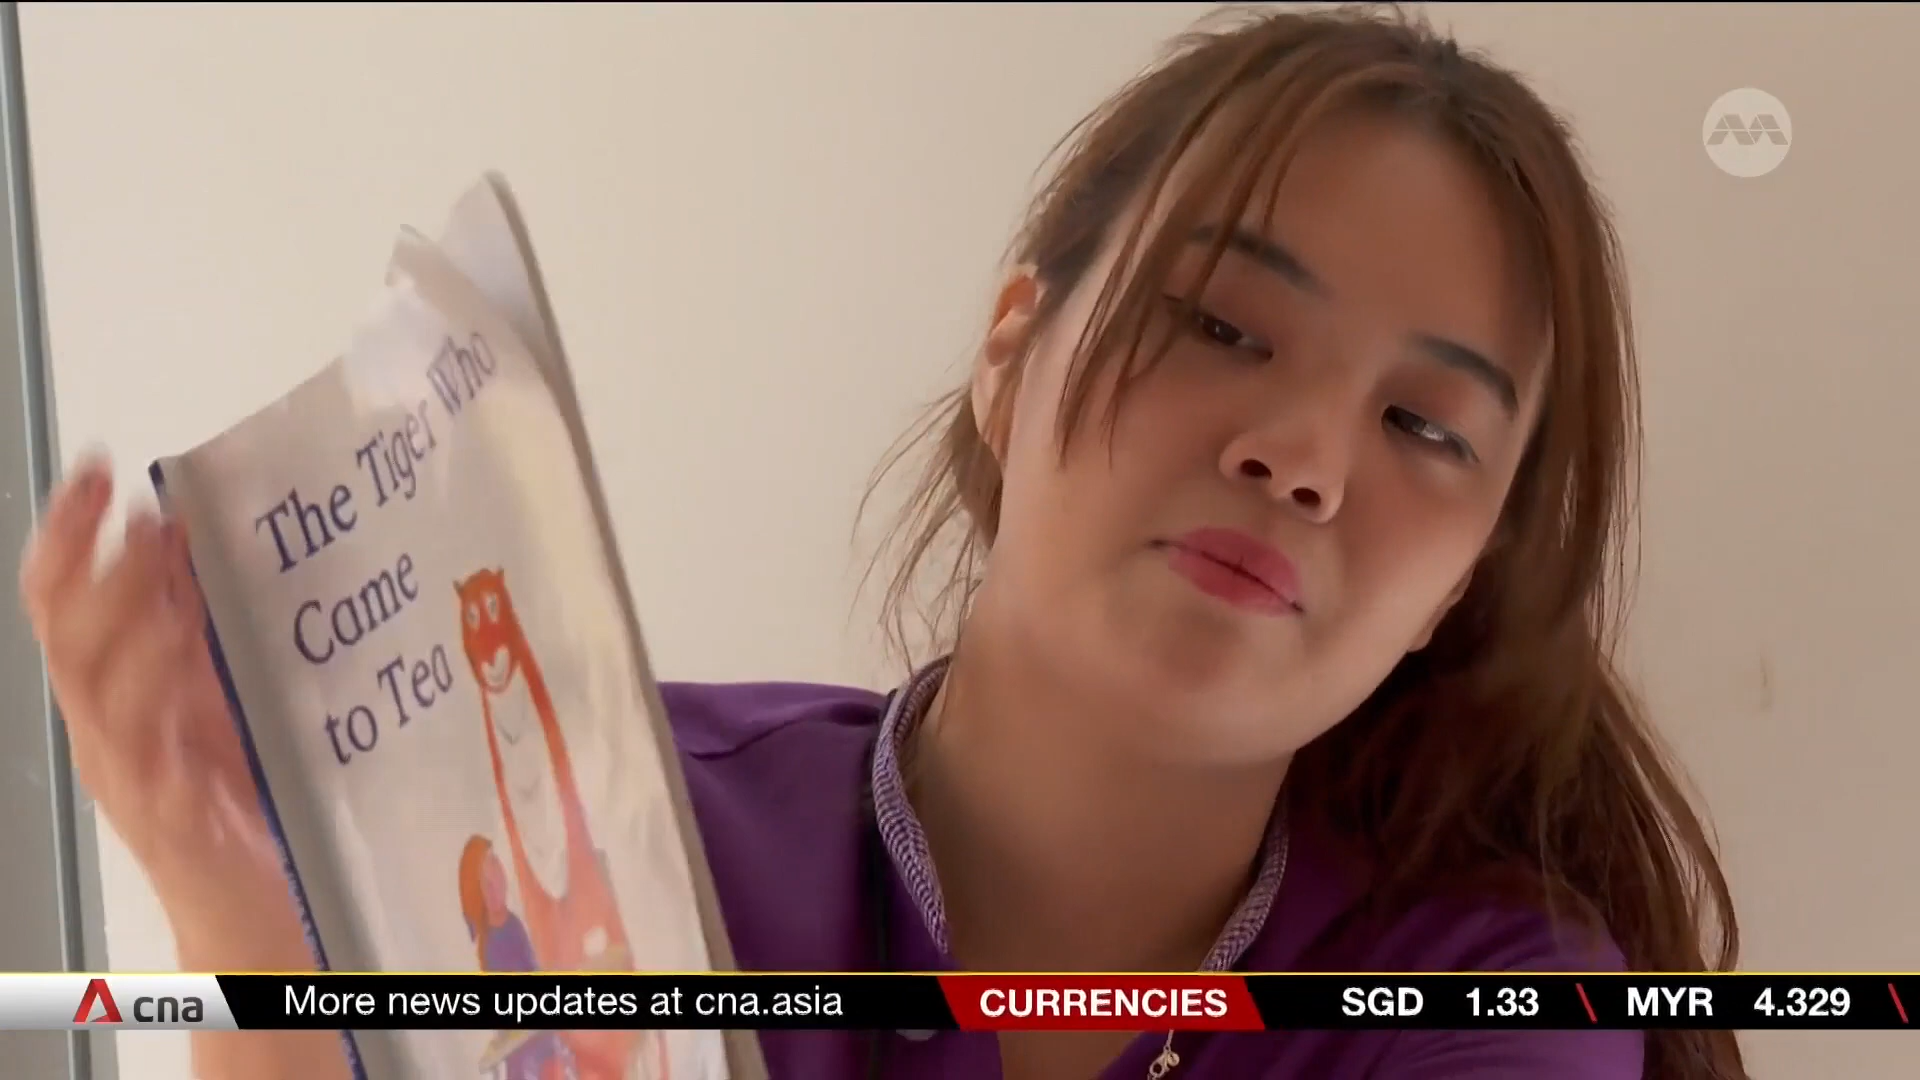 The Tiger Who
Came
to Tea
cna
More news updates at cna.asia
CURRENCIES
SGD 1.33
MYR 4.329